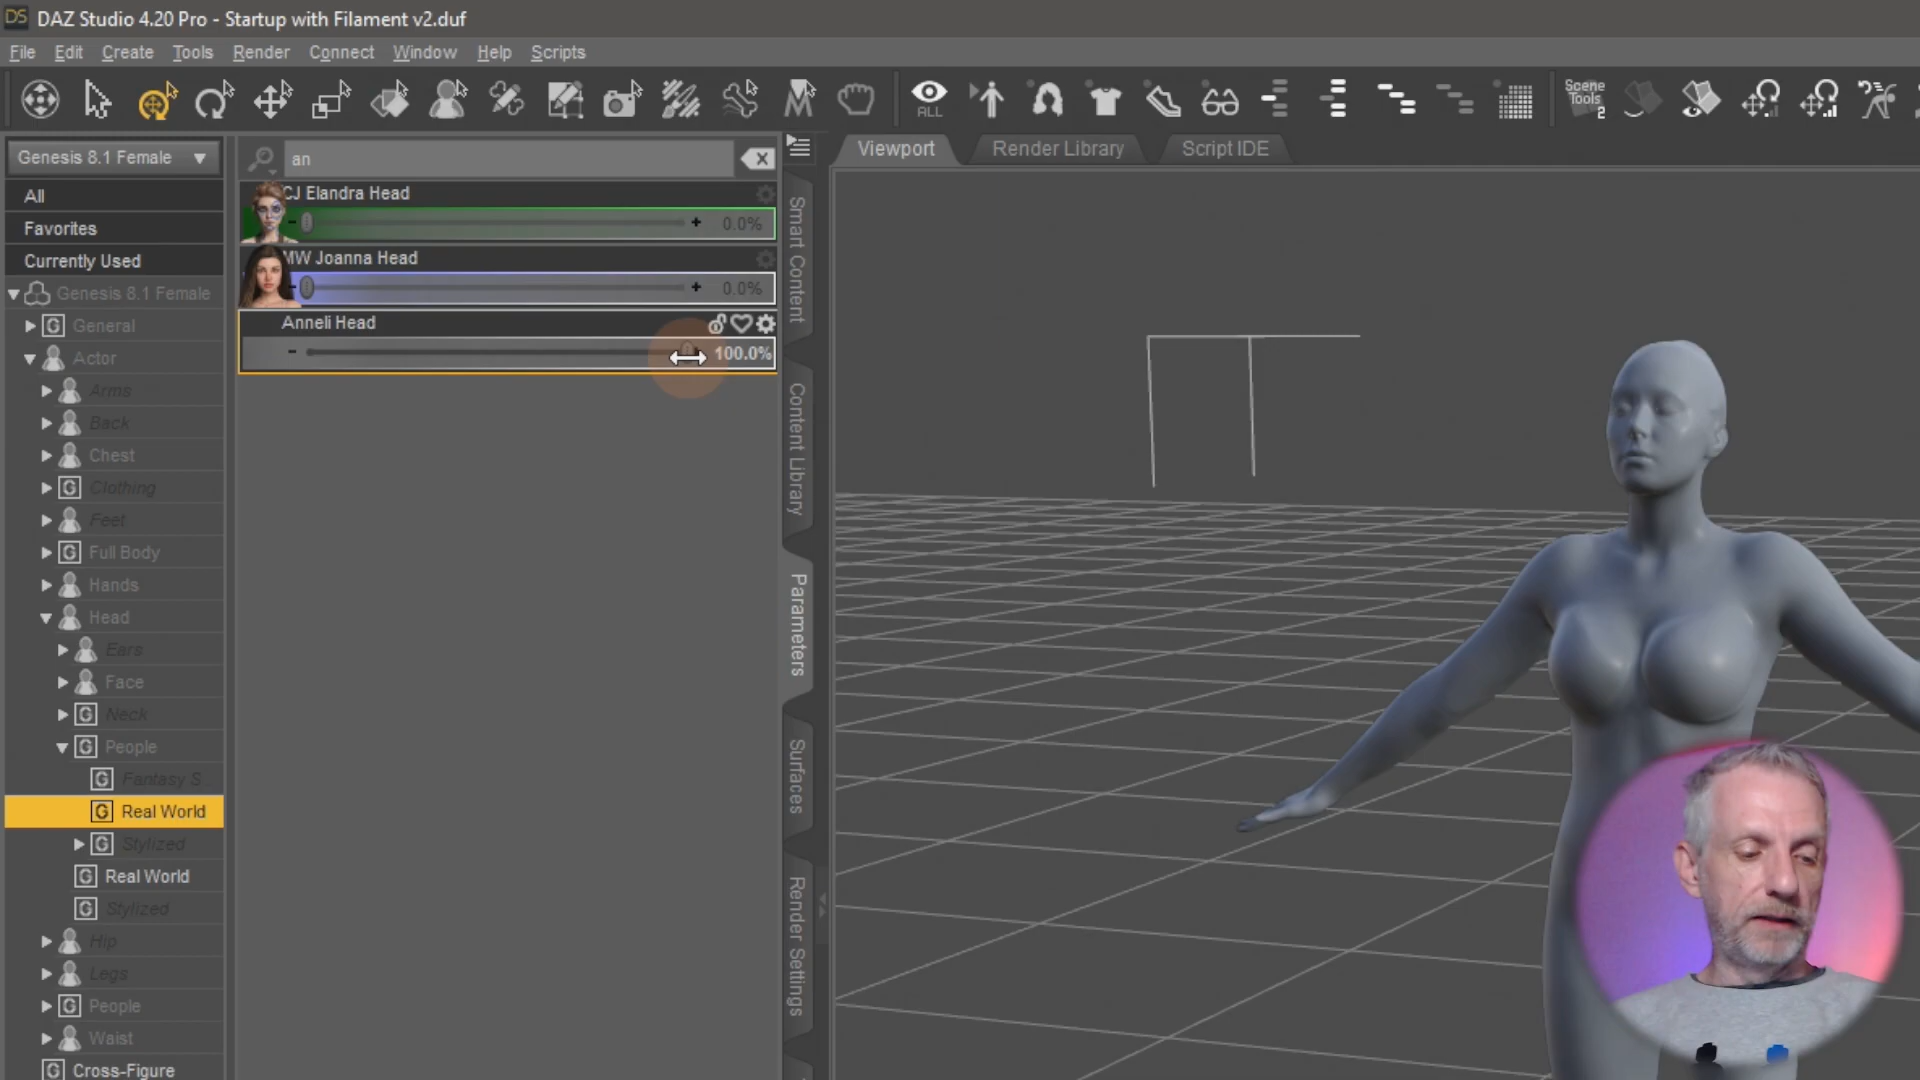 DS DAZ Studio 4.20 Pro - Startup with Filament v2.duf
File Edit Create Tools Render Connect Window Help Scripts
ALL
Scene
Tools
2
Genesis 8.1 Female
All
Favorites
Currently Used
Genesis 8.1 Female
G General
Actor
Arms
Back
Chest
G Clothing
Feet
G Full Body
Hands
Head
Ears
Face
G Neck
G People
G Fantasy S
G Real World
G Stylized
G Real World
G Stylized
Hip
Legs
G People
Waist
G Cross-Figure
an
CJ Elandra Head
- + 0.0%
MW Joanna Head
- + 0.0%
Anneli Head
- 100.0%
Smart Content
Content Library
Parameters
Surfaces
Render Settings
Viewport Render Library Script IDE